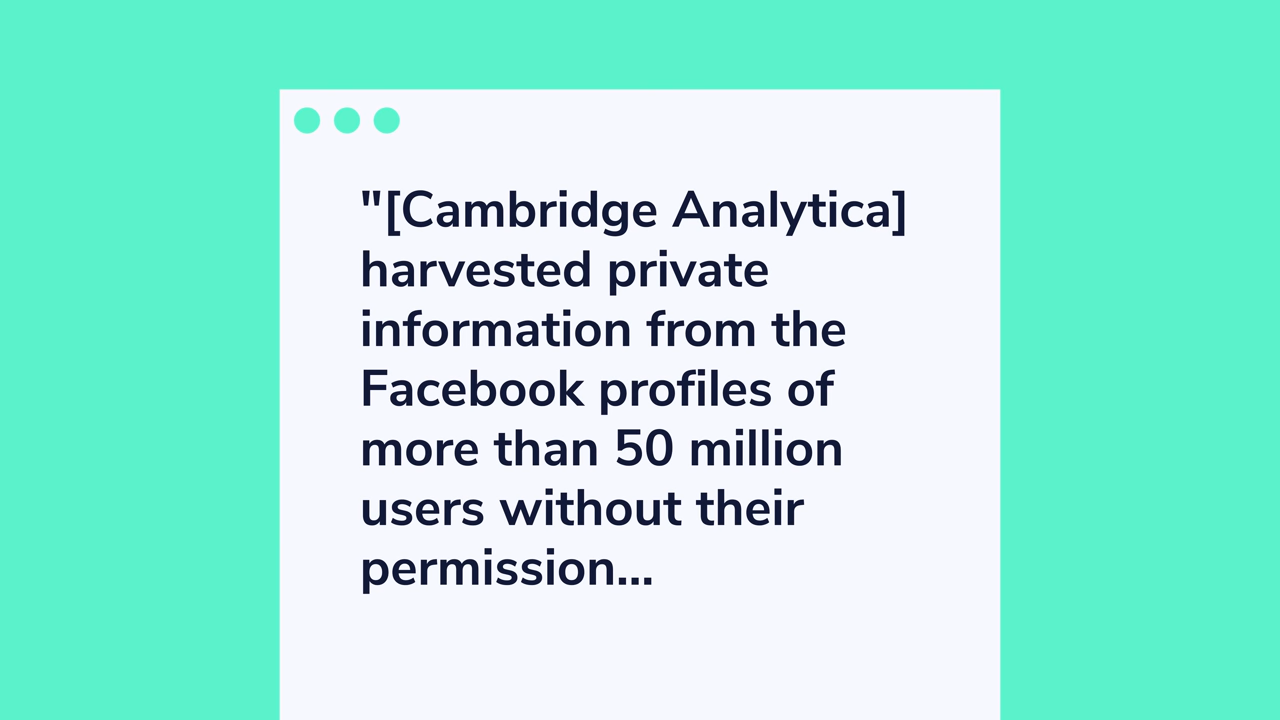 "[Cambridge Analytica]
harvested private
information from the
Facebook profiles of
more than 50 million
users without their
permission...